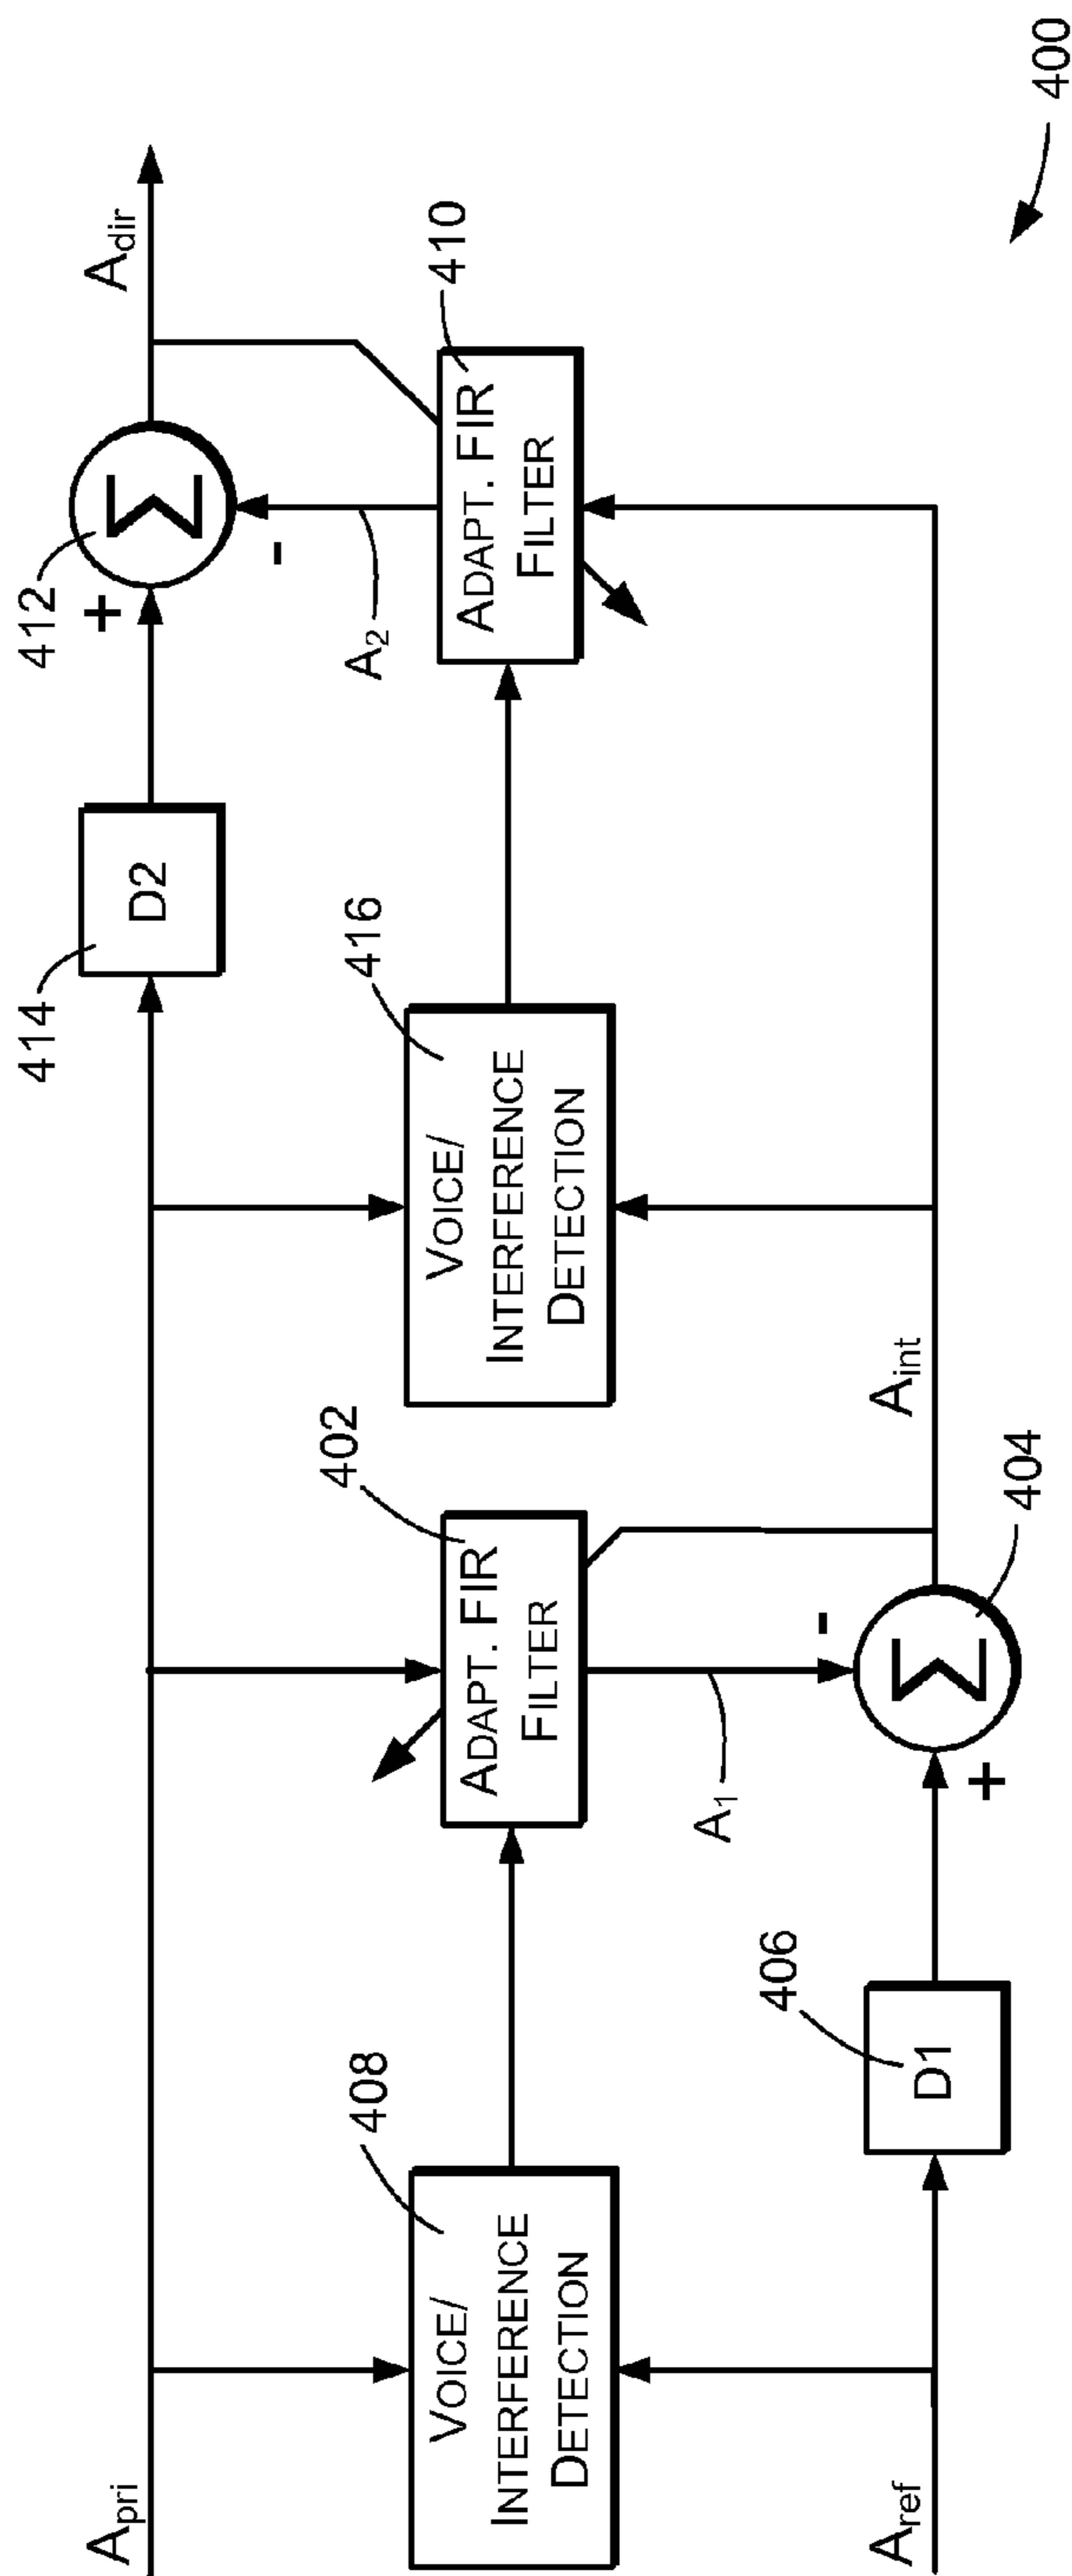 A_pri
VOICE/
INTERFERENCE
DETECTION
408
A_ref
D1
406
ADAPT. FIR
FILTER
402
A_1
+
-
Σ
404
A_int
VOICE/
INTERFERENCE
DETECTION
416
D2
414
+
-
Σ
412
A_2
ADAPT. FIR
FILTER
410
A_dir
400